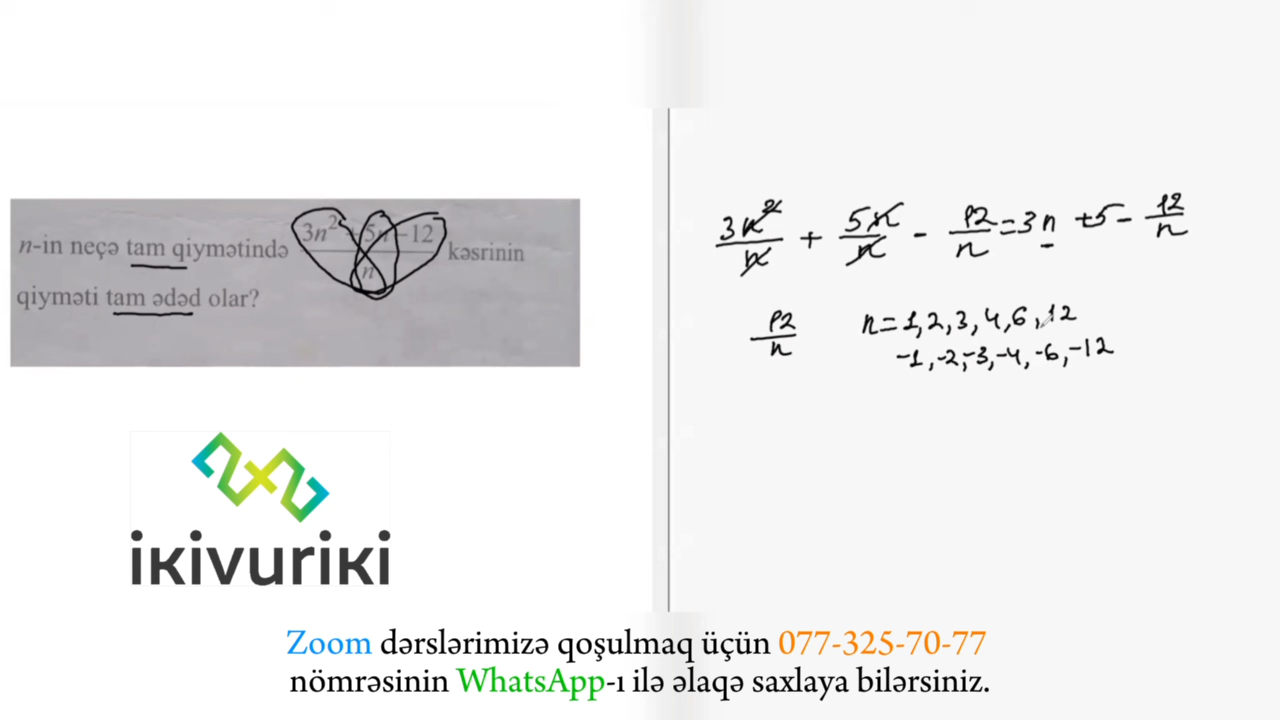 n-in neçə tam qiymətində (3n² + 5n - 12)/n kəsrinin
qiyməti tam ədəd olar?
3n²/n + 5n/n - 12/n = 3n + 5 - 12/n
12/n n = 1, 2, 3, 4, 6, 12
-1, -2, -3, -4, -6, -12
iKiVURiKi
Zoom dərslərimizə qoşulmaq üçün 077-325-70-77
nömrəsinin WhatsApp-ı ilə əlaqə saxlaya bilərsiniz.